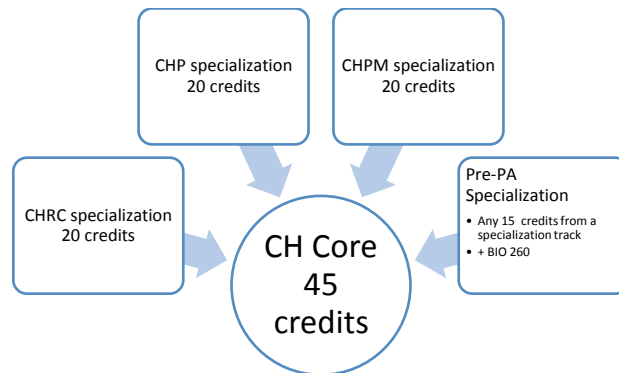 CHP specialization
20 credits
CHPM specialization
20 credits
CHRC specialization
20 credits
Pre-PA
Specialization
• Any 15 credits from a
specialization track
• + BIO 260
CH Core
45
credits